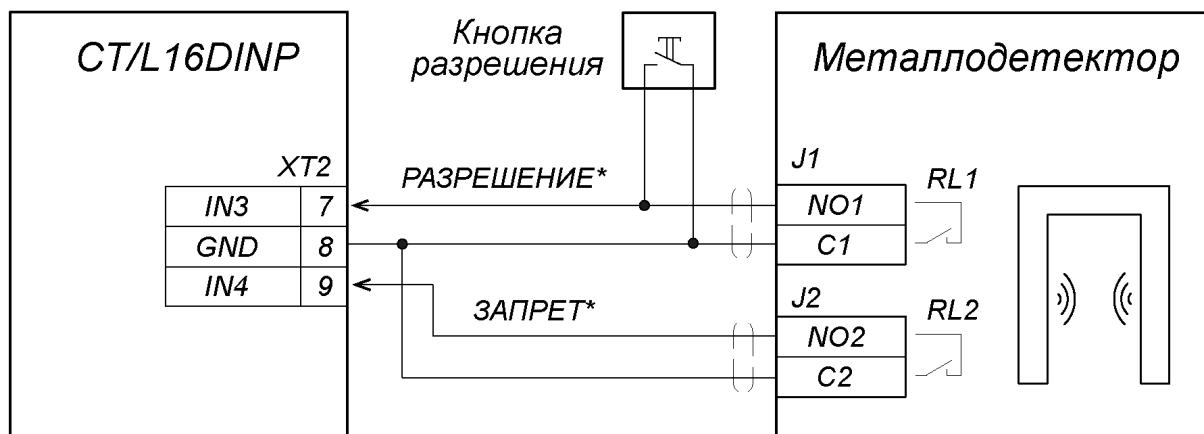 CT/L16DINP
Кнопка
разрешения
Металлодетектор
XT2
IN3 7
GND 8
IN4 9
РАЗРЕШЕНИЕ*
ЗАПРЕТ*
J1
NO1
C1
RL1
J2
NO2
C2
RL2